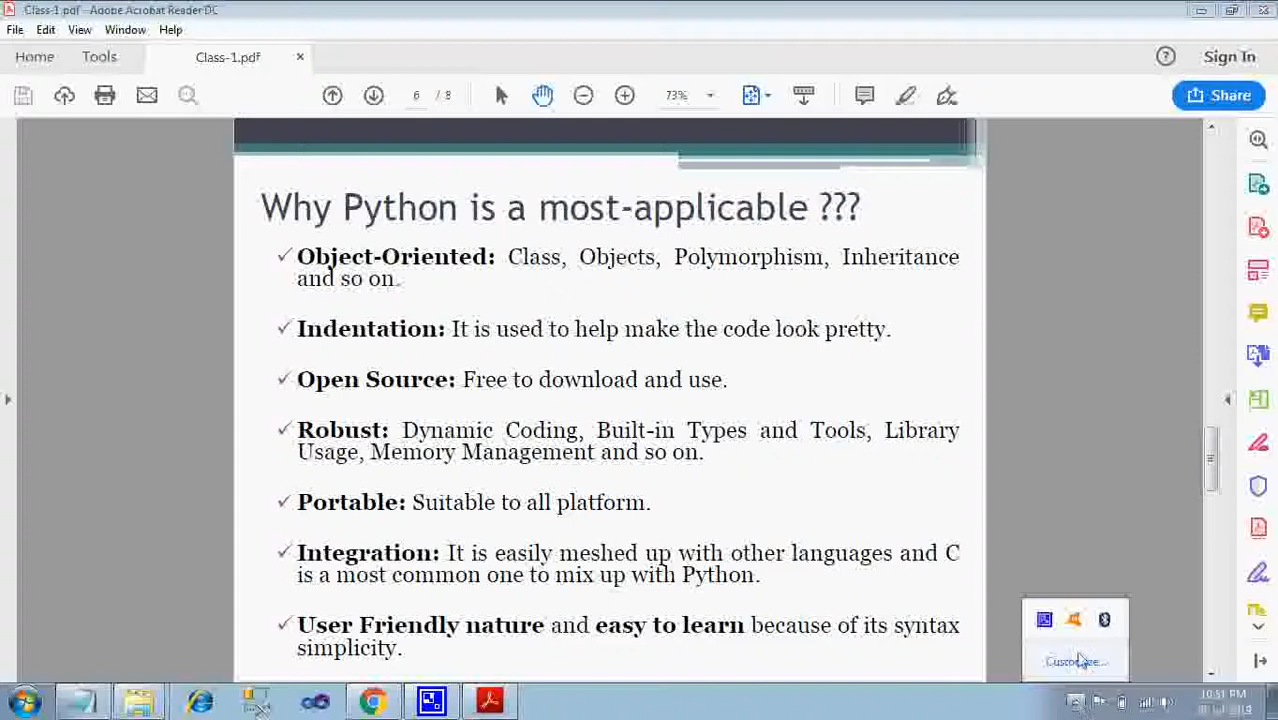 Class-1.pdf - Adobe Acrobat Reader DC
File Edit View Window Help
Home Tools Class-1.pdf × Sign In
6 / 8 73% Share
Why Python is a most-applicable ???
✓ Object-Oriented: Class, Objects, Polymorphism, Inheritance
and so on.
✓ Indentation: It is used to help make the code look pretty.
✓ Open Source: Free to download and use.
✓ Robust: Dynamic Coding, Built-in Types and Tools, Library
Usage, Memory Management and so on.
✓ Portable: Suitable to all platform.
✓ Integration: It is easily meshed up with other languages and C
is a most common one to mix up with Python.
✓ User Friendly nature and easy to learn because of its syntax
simplicity.
Customize...
10:51 PM